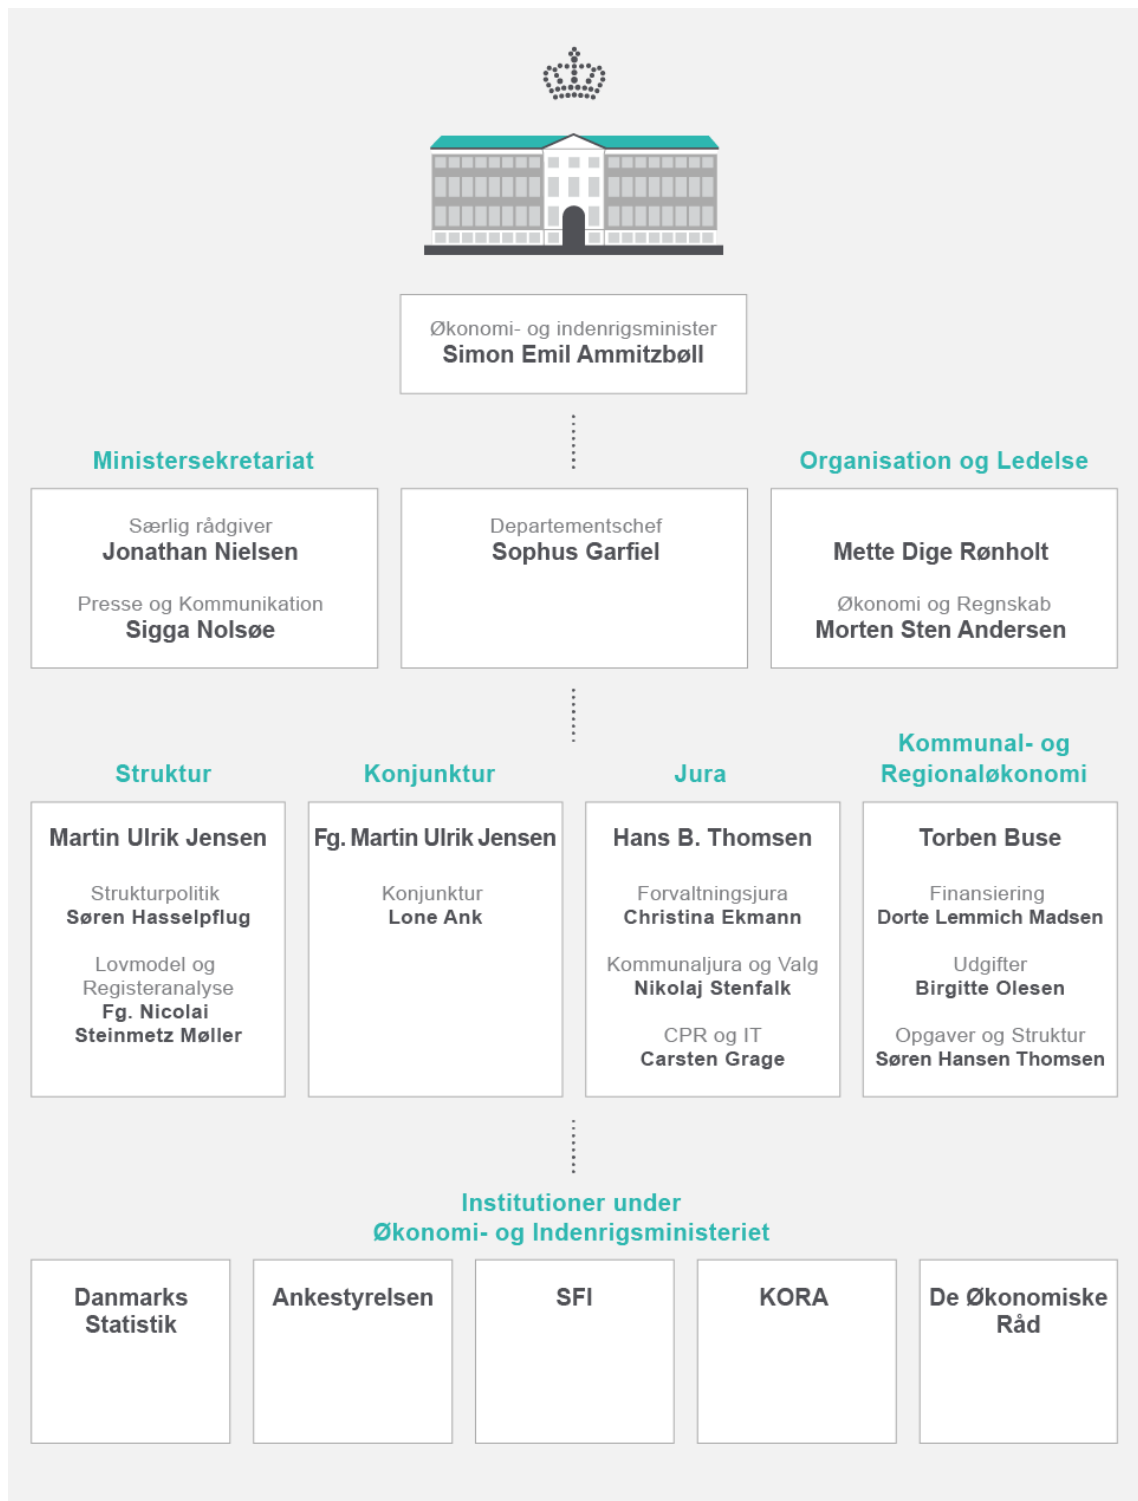 Økonomi- og indenrigsminister
Simon Emil Ammitzbøll
Ministersekretariat
Særlig rådgiver
Jonathan Nielsen
Presse og Kommunikation
Sigga Nolsøe
Departementschef
Sophus Garfiel
Organisation og Ledelse
Mette Dige Rønholt
Økonomi og Regnskab
Morten Sten Andersen
Struktur
Martin Ulrik Jensen
Strukturpolitik
Søren Hasselpflug
Lovmodel og
Registeranalyse
Fg. Nicolai
Steinmetz Møller
Konjunktur
Fg. Martin Ulrik Jensen
Konjunktur
Lone Ank
Jura
Hans B. Thomsen
Forvaltningsjura
Christina Ekmann
Kommunaljura og Valg
Nikolaj Stenfalk
CPR og IT
Carsten Grage
Kommunal- og
Regionaløkonomi
Torben Buse
Finansiering
Dorte Lemmich Madsen
Udgifter
Birgitte Olesen
Opgaver og Struktur
Søren Hansen Thomsen
Institutioner under
Økonomi- og Indenrigsministeriet
Danmarks
Statistik
Ankestyrelsen
SFI
KORA
De Økonomiske
Råd